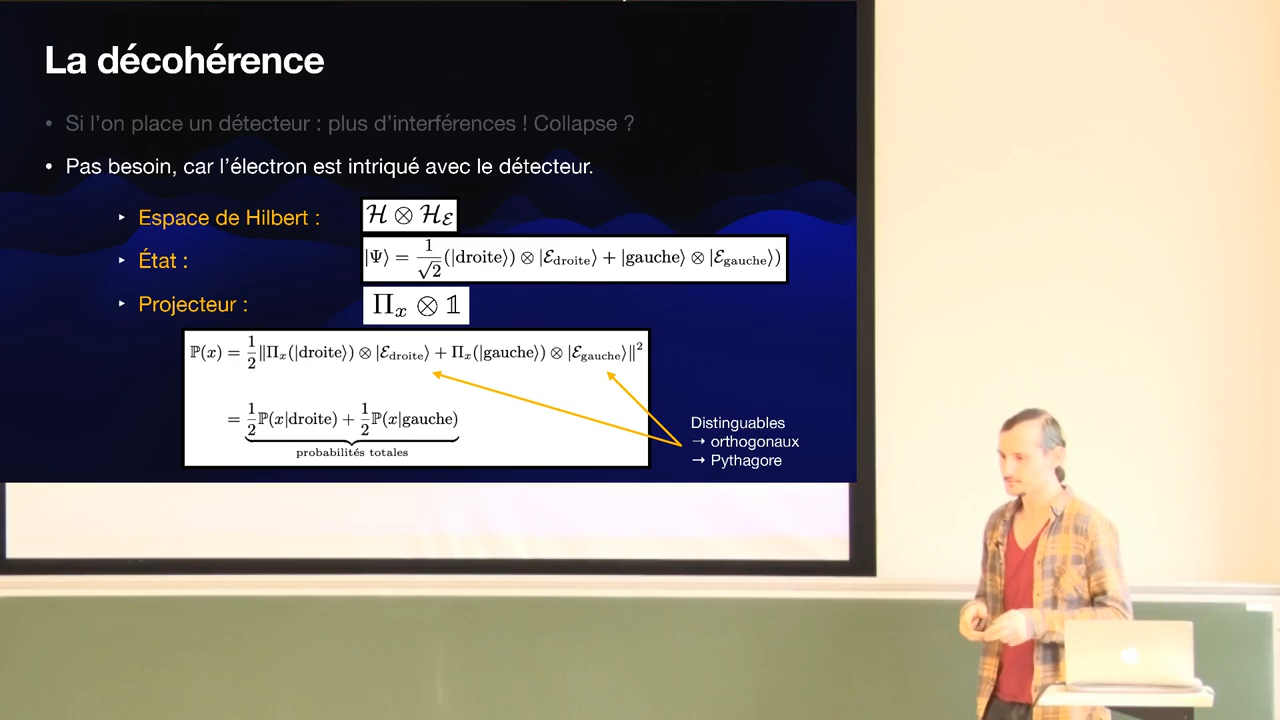 La décohérence
• Si l’on place un détecteur : plus d’interférences ! Collapse ?
• Pas besoin, car l’électron est intriqué avec le détecteur.
‣ Espace de Hilbert : ℋ ⊗ ℋ_ℰ
‣ État : |Ψ⟩ = 1/√2 (|droite⟩) ⊗ |ℰ_droite⟩ + |gauche⟩ ⊗ |ℰ_gauche⟩)
‣ Projecteur : Π_x ⊗ 𝟙
ℙ(x) = 1/2 ‖Π_x(|droite⟩) ⊗ |ℰ_droite⟩ + Π_x(|gauche⟩) ⊗ |ℰ_gauche⟩‖²
= 1/2 ℙ(x|droite) + 1/2 ℙ(x|gauche)
probabilités totales
Distinguables
→ orthogonaux
→ Pythagore